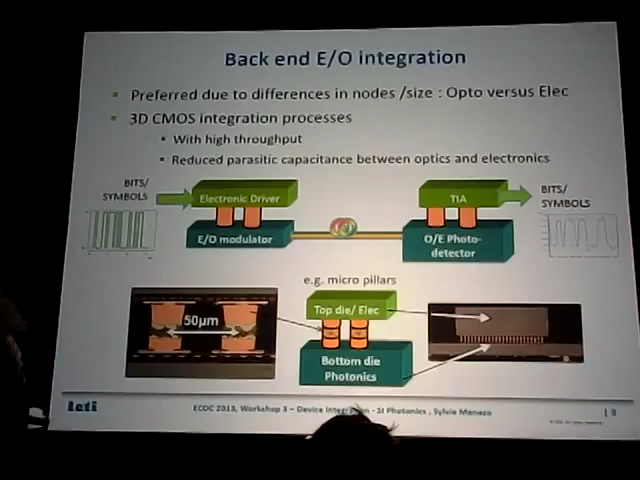 Back end E/O integration
Preferred due to differences in nodes /size : Opto versus Elec
3D CMOS integration processes
With high throughput
Reduced parasitic capacitance between optics and electronics
BITS/
SYMBOLS
Electronic Driver
TIA
BITS/
SYMBOLS
E/O modulator
O/E Photo-
detector
e.g. micro pillars
50µm
Top die/ Elec
Bottom die
Photonics
leti
ECOC 2013, Workshop 3 – Device Integration - SI Photonics , Sylvie Menezo